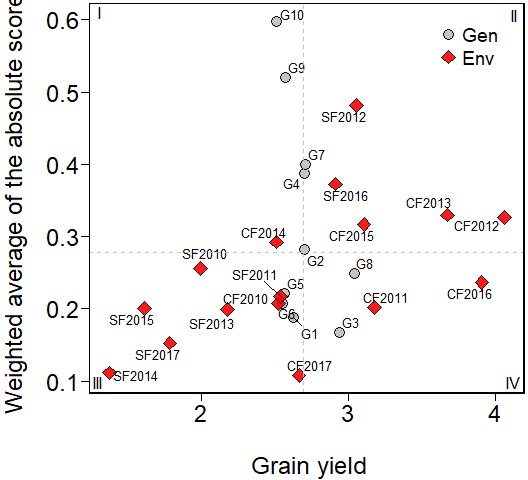 Weighted average of the absolute score
I
II
III
IV
0.6
0.5
0.4
0.3
0.2
0.1
2
3
4
Grain yield
Gen
Env
G10
G9
SF2012
G7
G4
SF2016
CF2013
CF2012
CF2014
CF2015
SF2010
G2
G8
SF2011
G5
CF2016
SF2015
SF2013
CF2010
G6
CF2011
G1
G3
SF2017
CF2017
SF2014